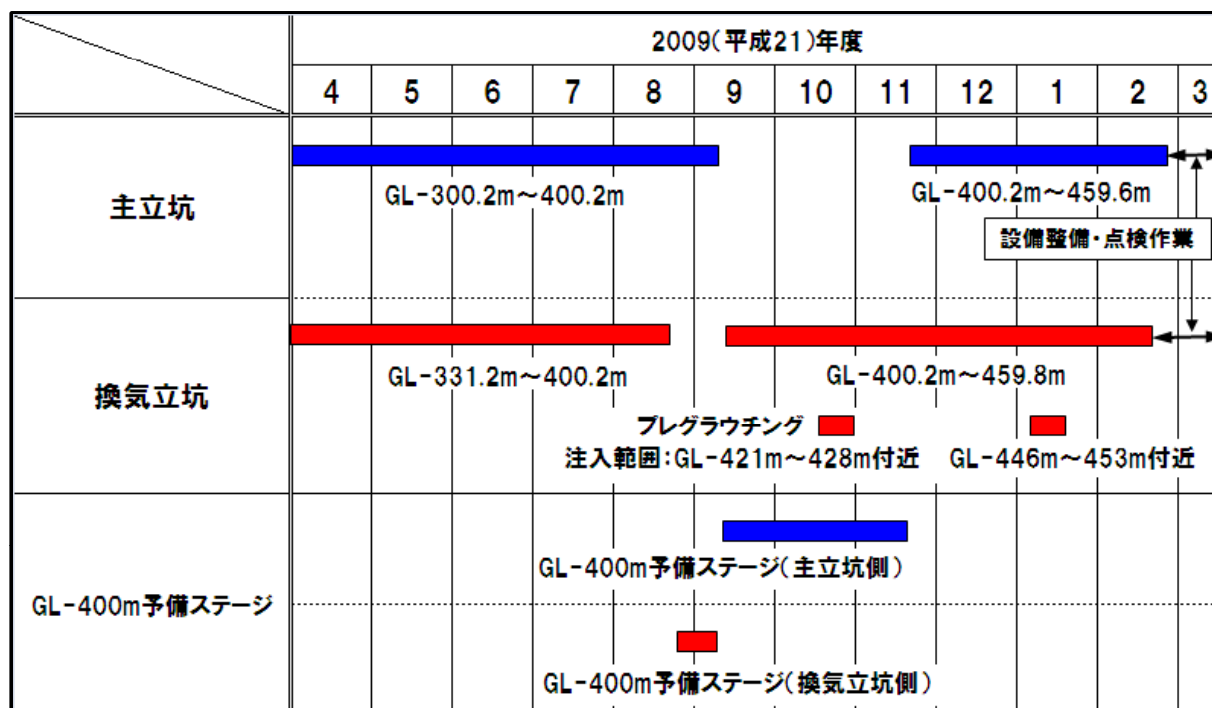 2009(平成21)年度
4 5 6 7 8 9 10 11 12 1 2 3
主立坑
GL-300.2m～400.2m
GL-400.2m～459.6m
設備整備・点検作業
換気立坑
GL-331.2m～400.2m
GL-400.2m～459.8m
プレグラウチング
注入範囲:GL-421m～428m付近
GL-446m～453m付近
GL-400m予備ステージ
GL-400m予備ステージ(主立坑側)
GL-400m予備ステージ(換気立坑側)